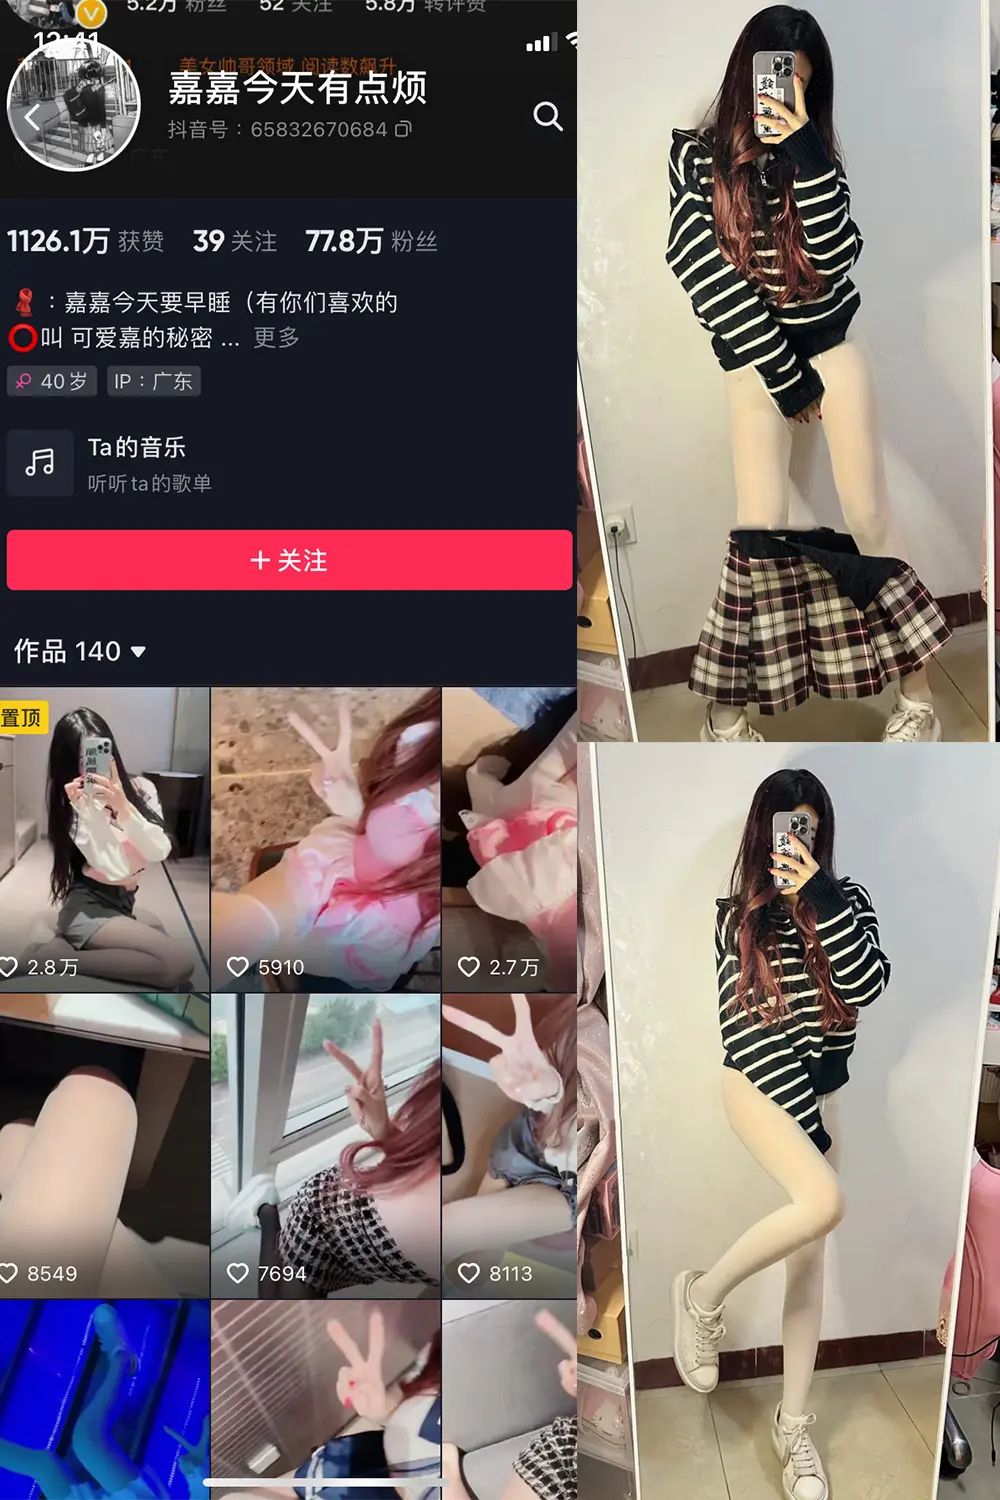 5.2万 粉丝 52 关注 5.8万 转评赞
12:41
美女帅哥领域 阅读数飙升
嘉嘉今天有点烦
抖音号：65832670684
1126.1万 获赞 39 关注 77.8万 粉丝
：嘉嘉今天要早睡（有你们喜欢的
⭕叫 可爱嘉的秘密 ... 更多
♀ 40岁 IP：广东
Ta的音乐
听听ta的歌单
+ 关注
作品 140
置顶
2.8万 5910 2.7万
8549 7694 8113